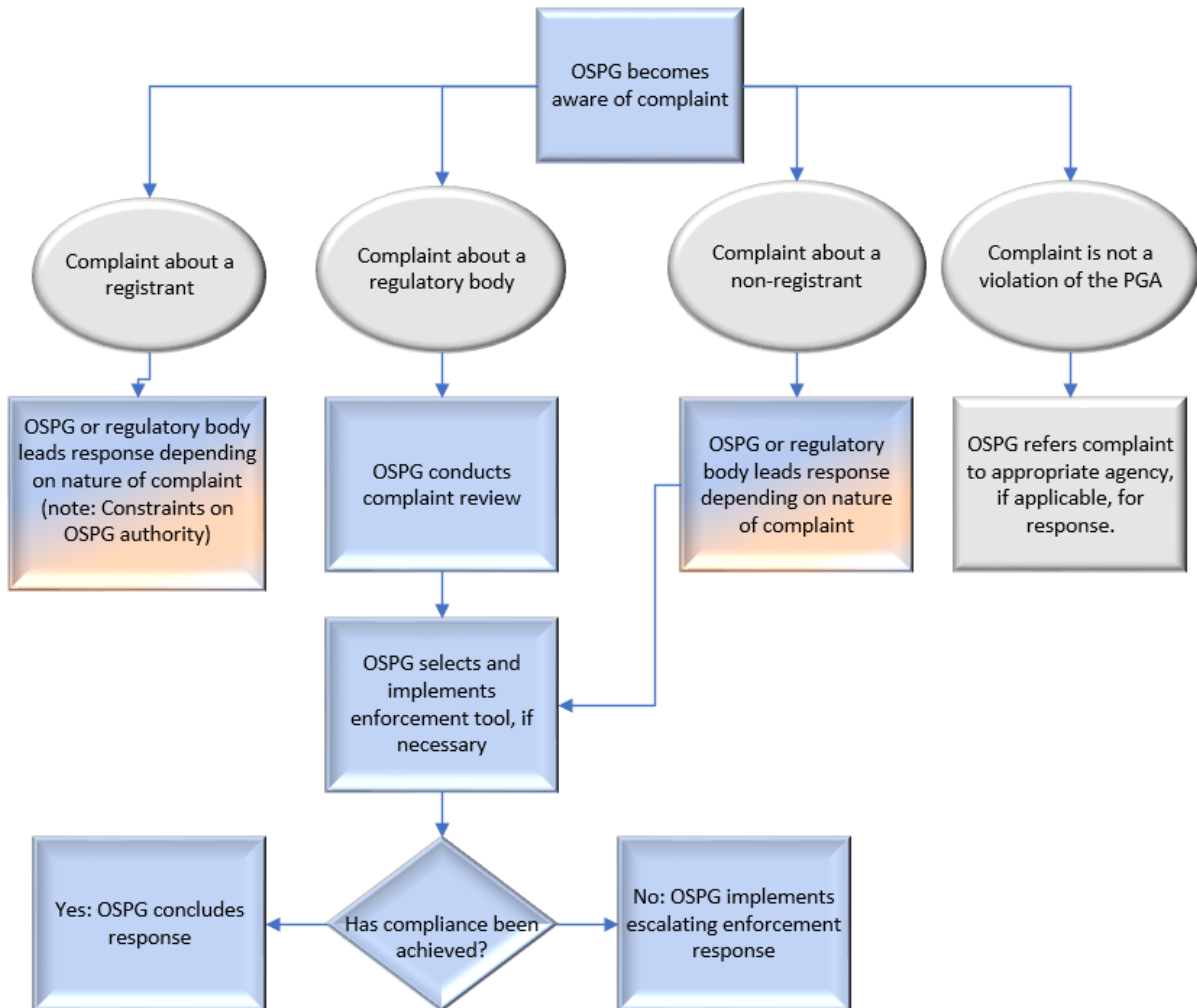 OSPG becomes
aware of complaint
Complaint about a
registrant
Complaint about a
regulatory body
Complaint about a
non-registrant
Complaint is not a
violation of the PGA
OSPG or regulatory body
leads response depending
on nature of complaint
(note: Constraints on
OSPG authority)
OSPG conducts
complaint review
OSPG or regulatory
body leads response
depending on nature
of complaint
OSPG refers complaint
to appropriate agency,
if applicable, for
response.
OSPG selects and
implements
enforcement tool, if
necessary
Yes: OSPG concludes
response
Has compliance been
achieved?
No: OSPG implements
escalating enforcement
response